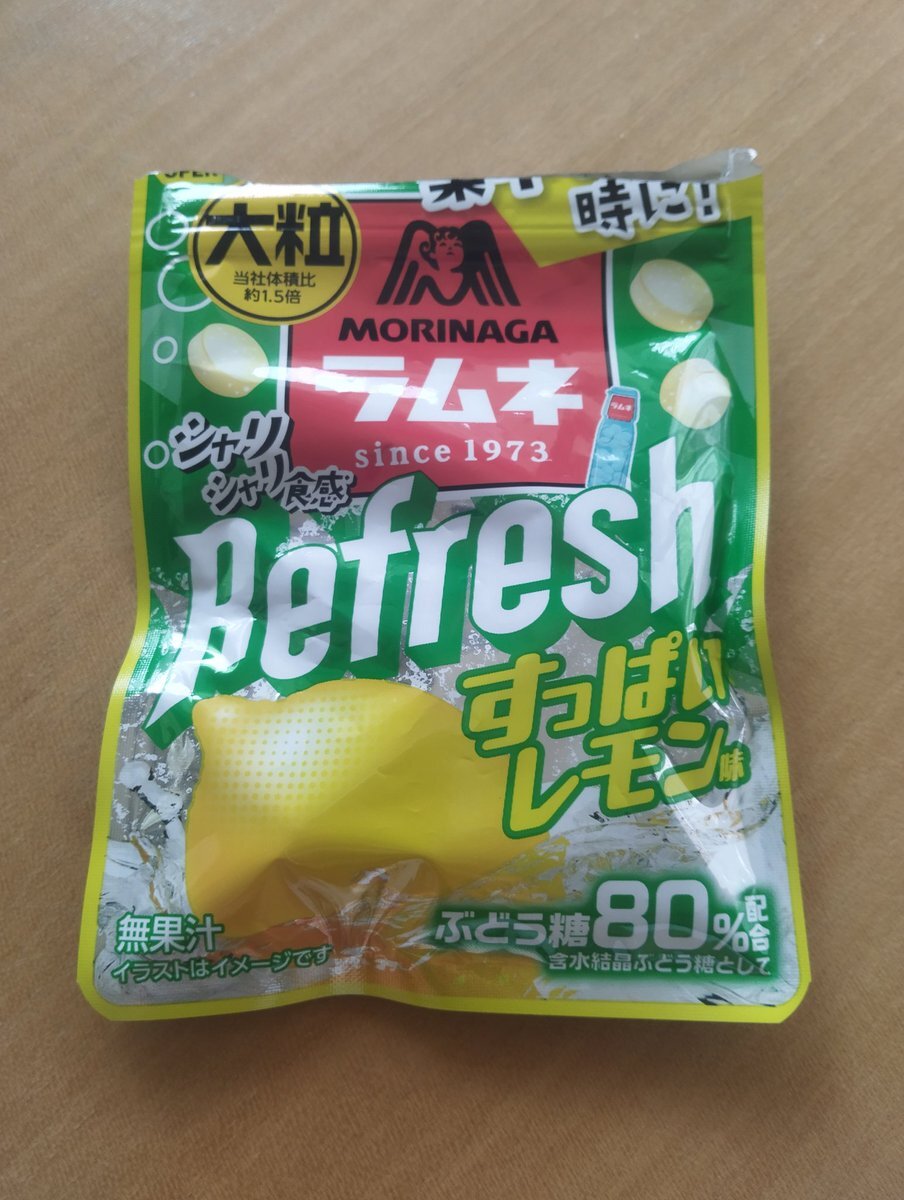 大粒
当社体積比
約1.5倍
時に!
MORINAGA
ラムネ
since 1973
ラムネ
シャリ
シャリ食感
Refresh
すっぱい
レモン味
無果汁
イラストはイメージです
ぶどう糖80%配合
含水結晶ぶどう糖として